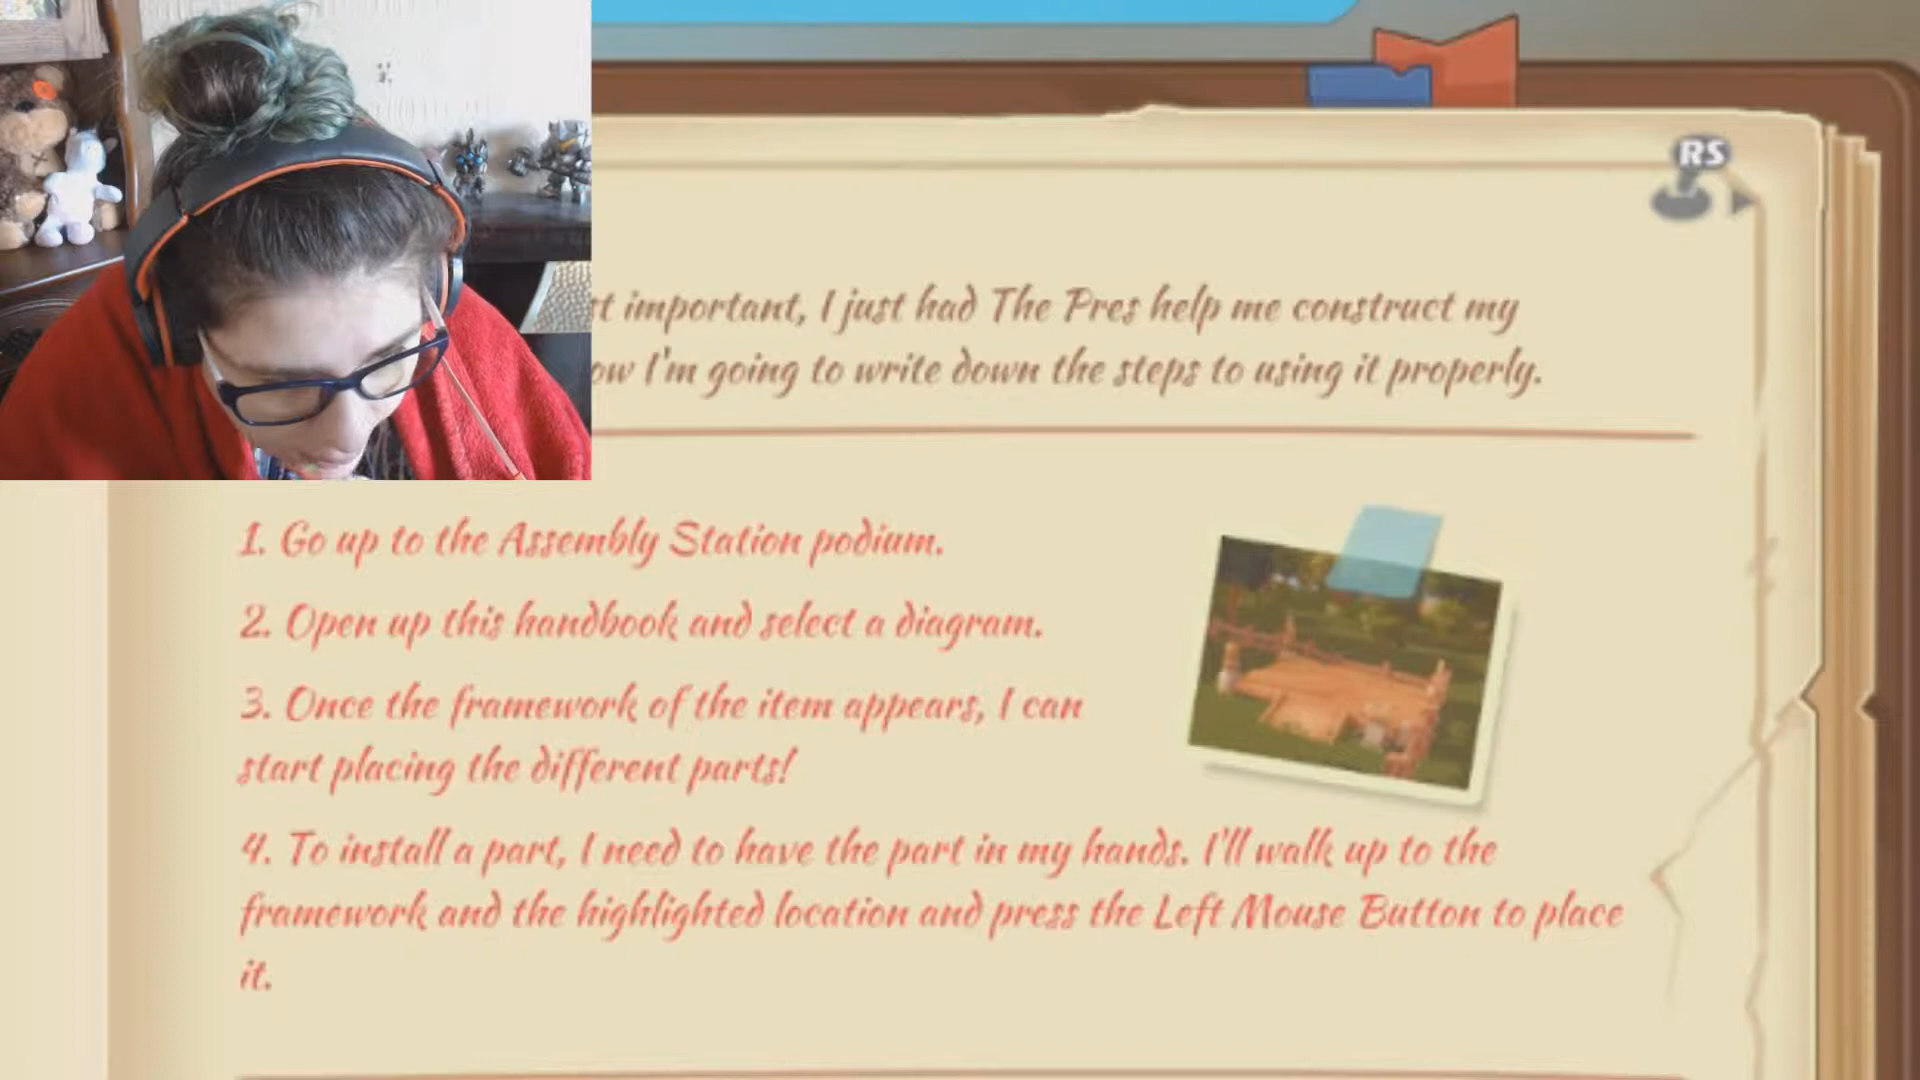 RS
important, I just had The Pres help me construct my
I'm going to write down the steps to using it properly.
1. Go up to the Assembly Station podium.
2. Open up this handbook and select a diagram.
3. Once the framework of the item appears, I can
start placing the different parts!
4. To install a part, I need to have the part in my hands. I'll walk up to the
framework and the highlighted location and press the Left Mouse Button to place
it.